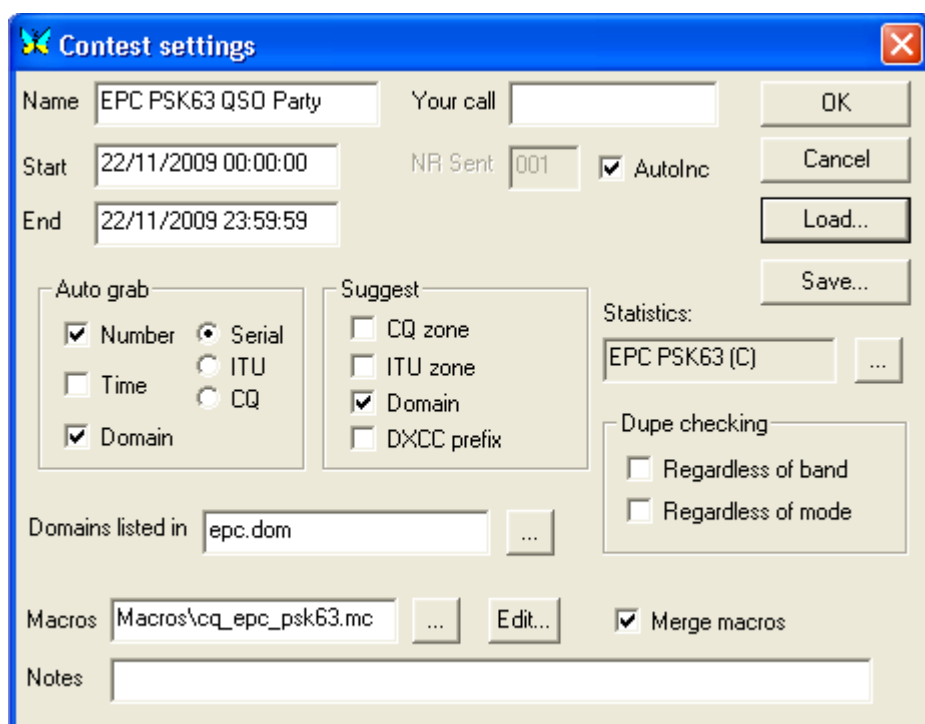 Contest settings
Name EPC PSK63 QSO Party Your call OK
Start 22/11/2009 00:00:00 NR Sent 001 AutoInc Cancel
End 22/11/2009 23:59:59 Load...
Save...
Auto grab
Number Serial
ITU
Time
CQ
Domain
Suggest
CQ zone
ITU zone
Domain
DXCC prefix
Statistics:
EPC PSK63 (C) ...
Dupe checking
Regardless of band
Regardless of mode
Domains listed in epc.dom ...
Macros Macros\cq_epc_psk63.mc ... Edit... Merge macros
Notes